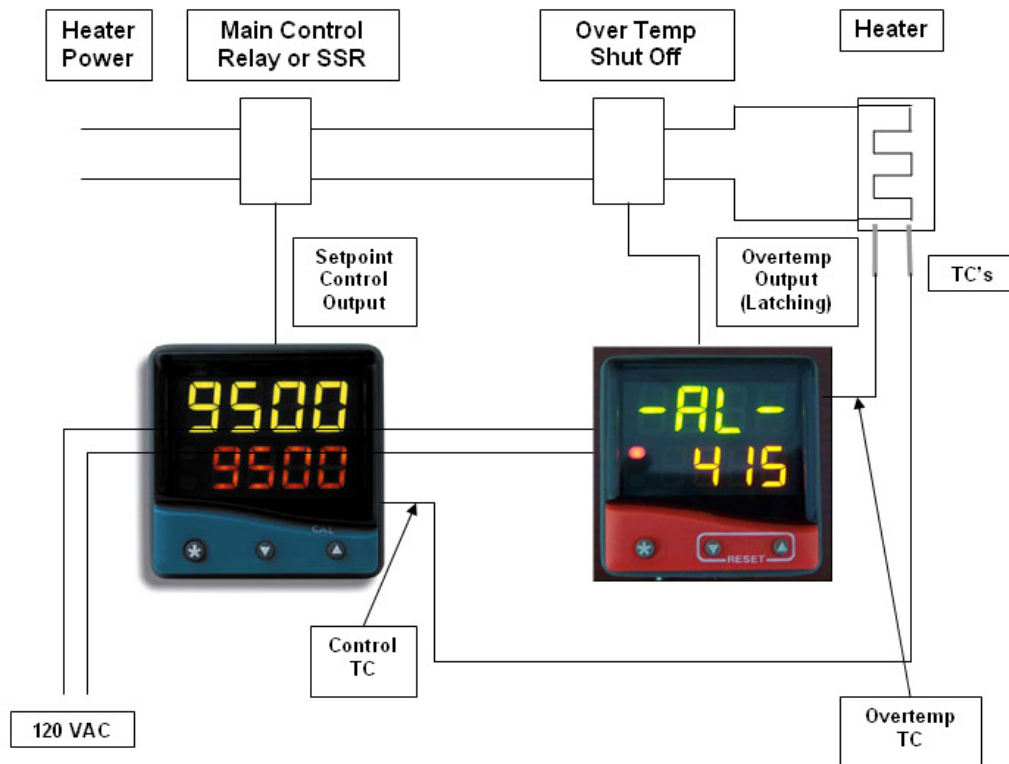 Heater
Power
Main Control
Relay or SSR
Over Temp
Shut Off
Heater
Setpoint
Control
Output
Overtemp
Output
(Latching)
TC's
9500
9500
CAL
-AL-
415
RESET
Control
TC
120 VAC
Overtemp
TC